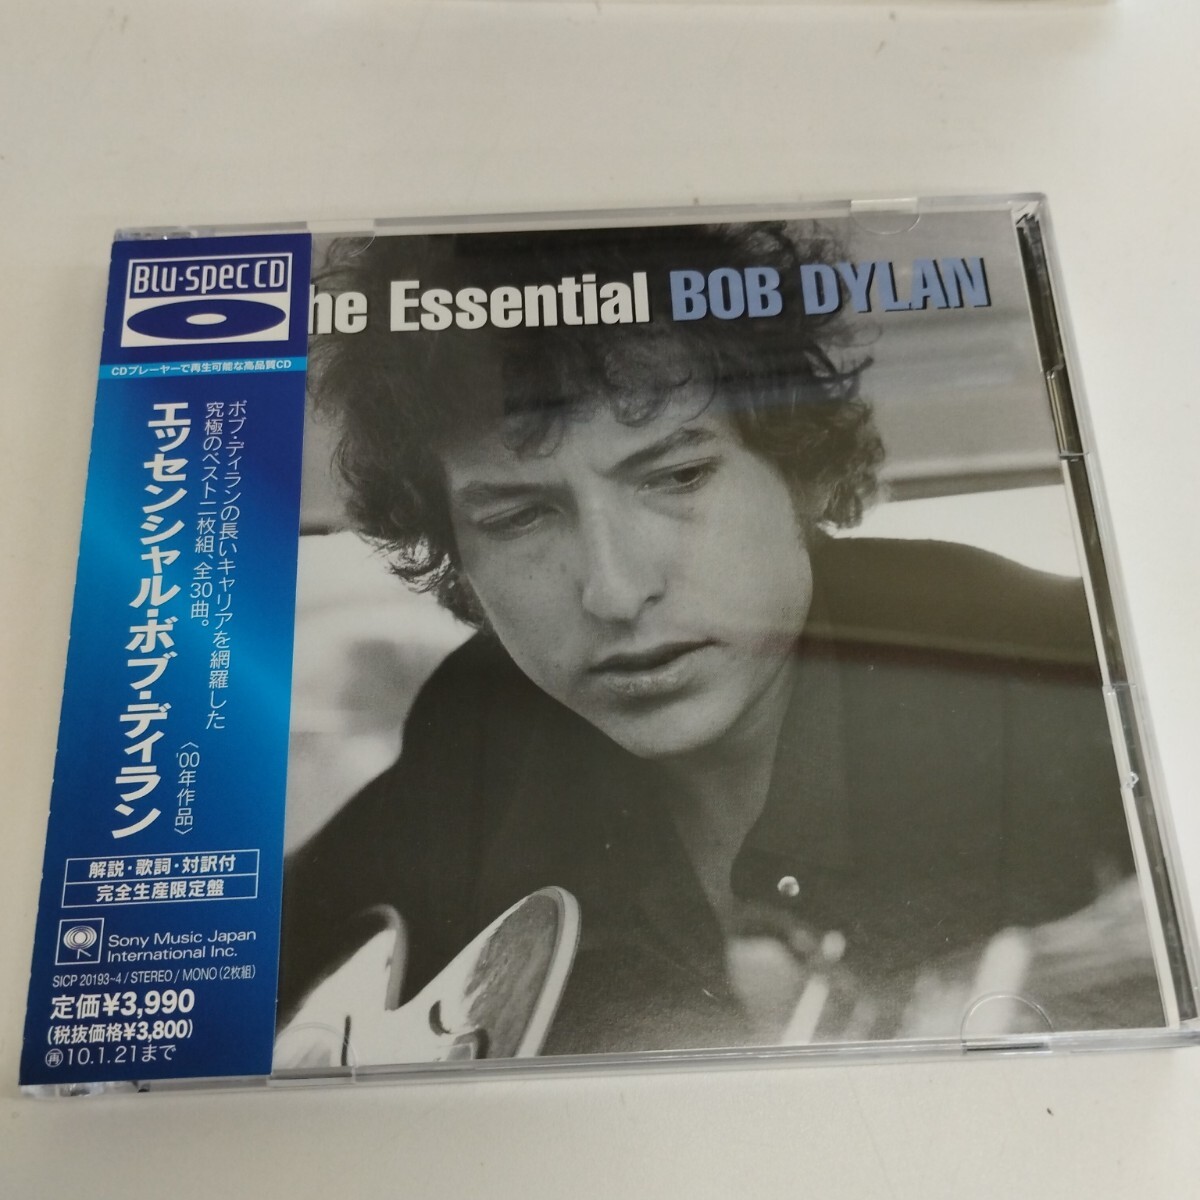 Blu-spec CD
CDプレーヤーで再生可能な高品質CD
he Essential BOB DYLAN
ボブ・ディランの長いキャリアを網羅した
究極のベスト二枚組、全30曲。
〈'00年作品〉
エッセンシャル・ボブ・ディラン
解説・歌詞・対訳付
完全生産限定盤
Sony Music Japan
International Inc.
SICP 20193~4 / STEREO / MONO (2枚組)
定価¥3,990
(税抜価格¥3,800)
㋐10.1.21まで